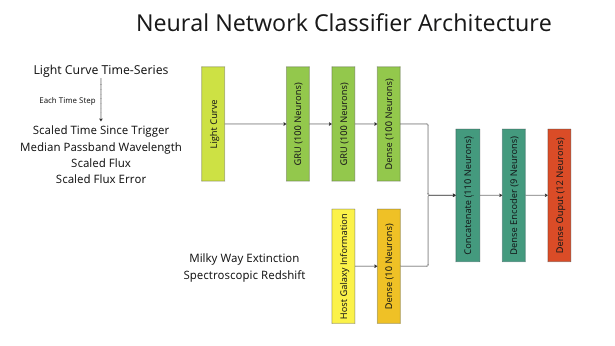 Neural Network Classifier Architecture
Light Curve Time-Series
Each Time Step
Scaled Time Since Trigger
Median Passband Wavelength
Scaled Flux
Scaled Flux Error
Light Curve
GRU (100 Neurons)
GRU (100 Neurons)
Dense (100 Neurons)
Milky Way Extinction
Spectroscopic Redshift
Host Galaxy Information
Dense (10 Neurons)
Concatenate (110 Neurons)
Dense Encoder (9 Neurons)
Dense Ouput (12 Neurons)